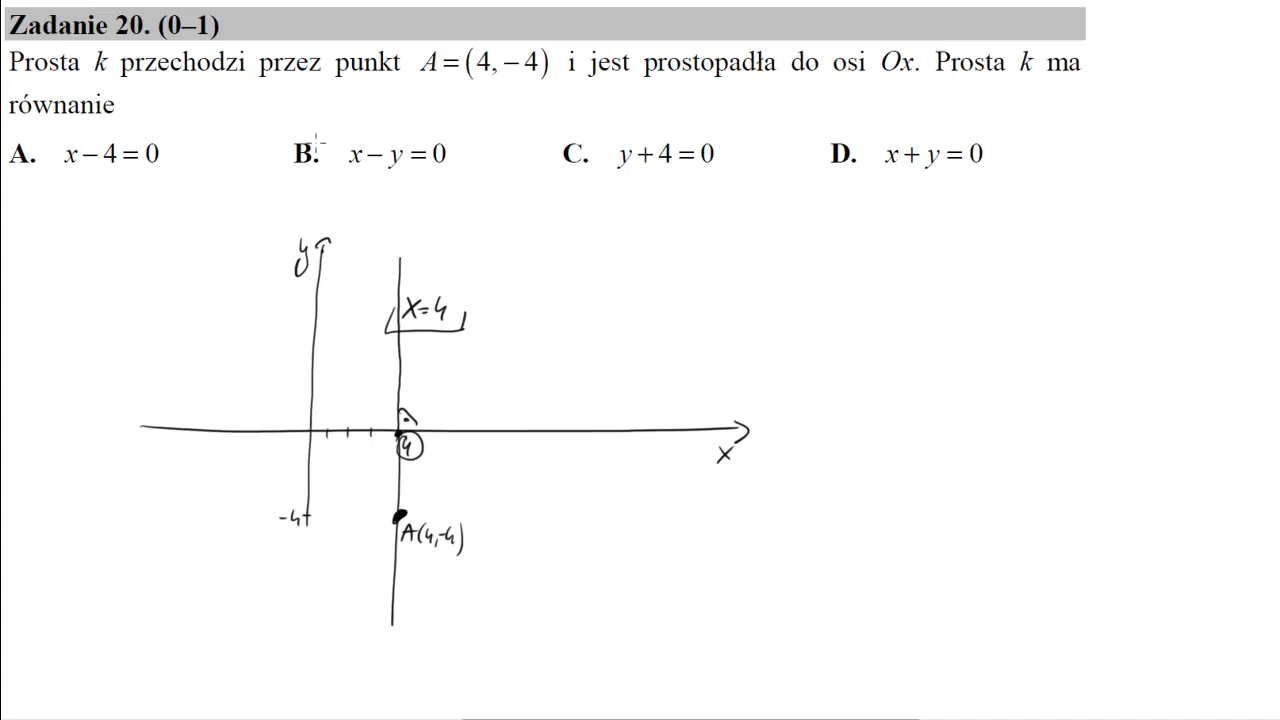 Zadanie 20. (0–1)
Prosta k przechodzi przez punkt A = (4, − 4) i jest prostopadła do osi Ox. Prosta k ma
równanie
A. x − 4 = 0 B. x − y = 0 C. y + 4 = 0 D. x + y = 0
y
x=4
4
x
-4
A(4,-4)